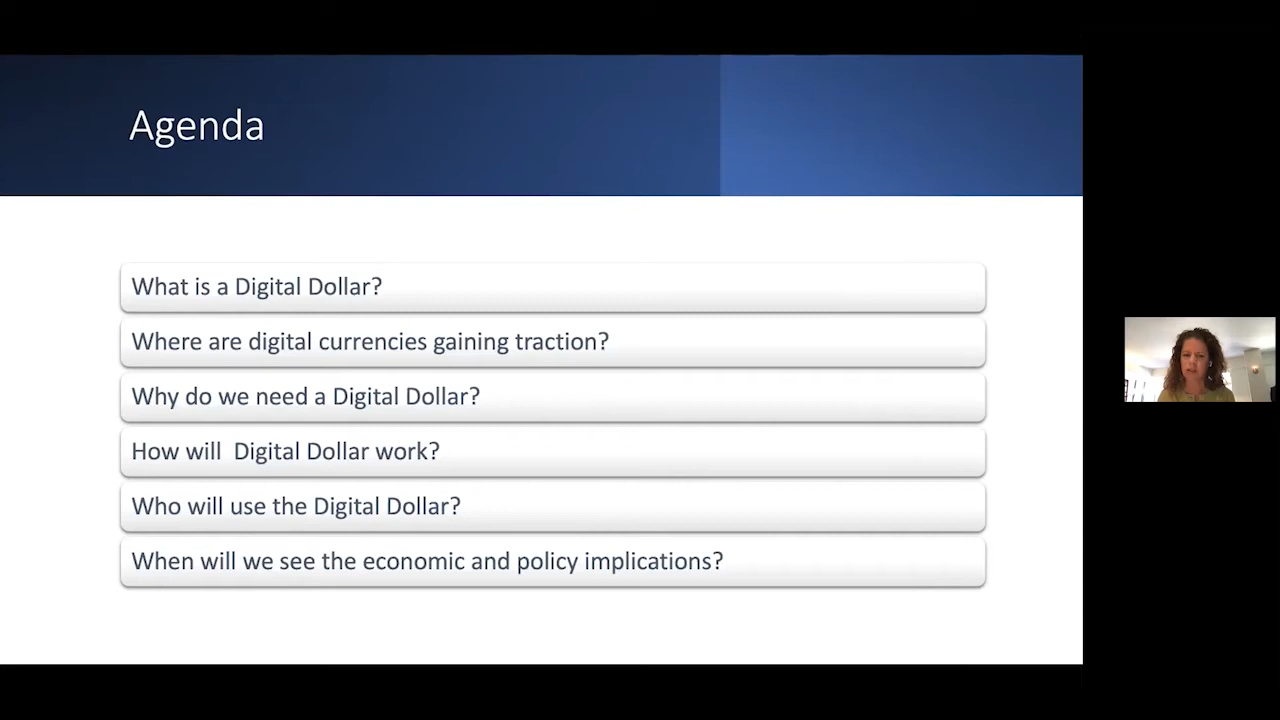 Agenda
What is a Digital Dollar?
Where are digital currencies gaining traction?
Why do we need a Digital Dollar?
How will  Digital Dollar work?
Who will use the Digital Dollar?
When will we see the economic and policy implications?